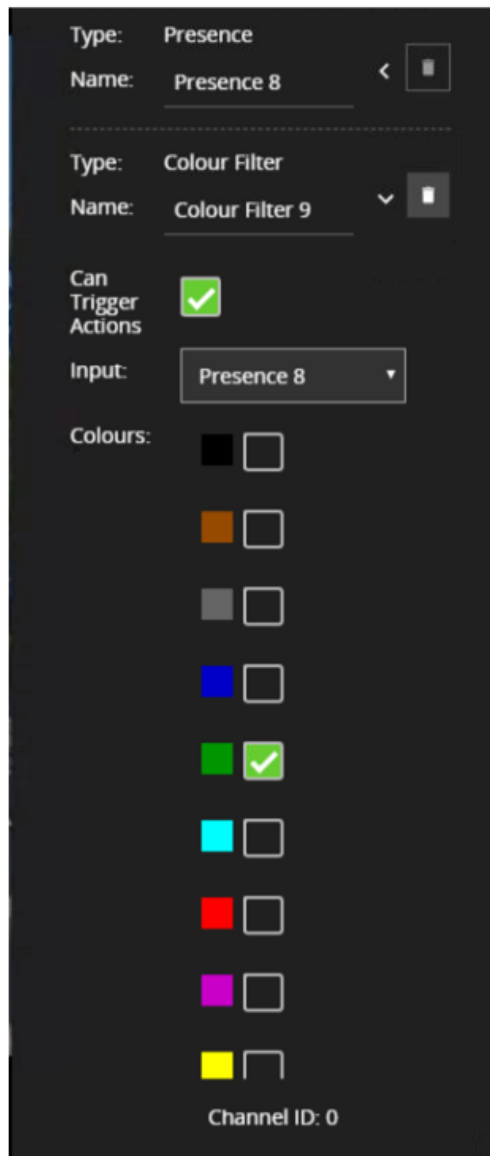 Type: Presence
Name: Presence 8
Type: Colour Filter
Name: Colour Filter 9
Can
Trigger
Actions
Input: Presence 8
Colours:
Channel ID: 0